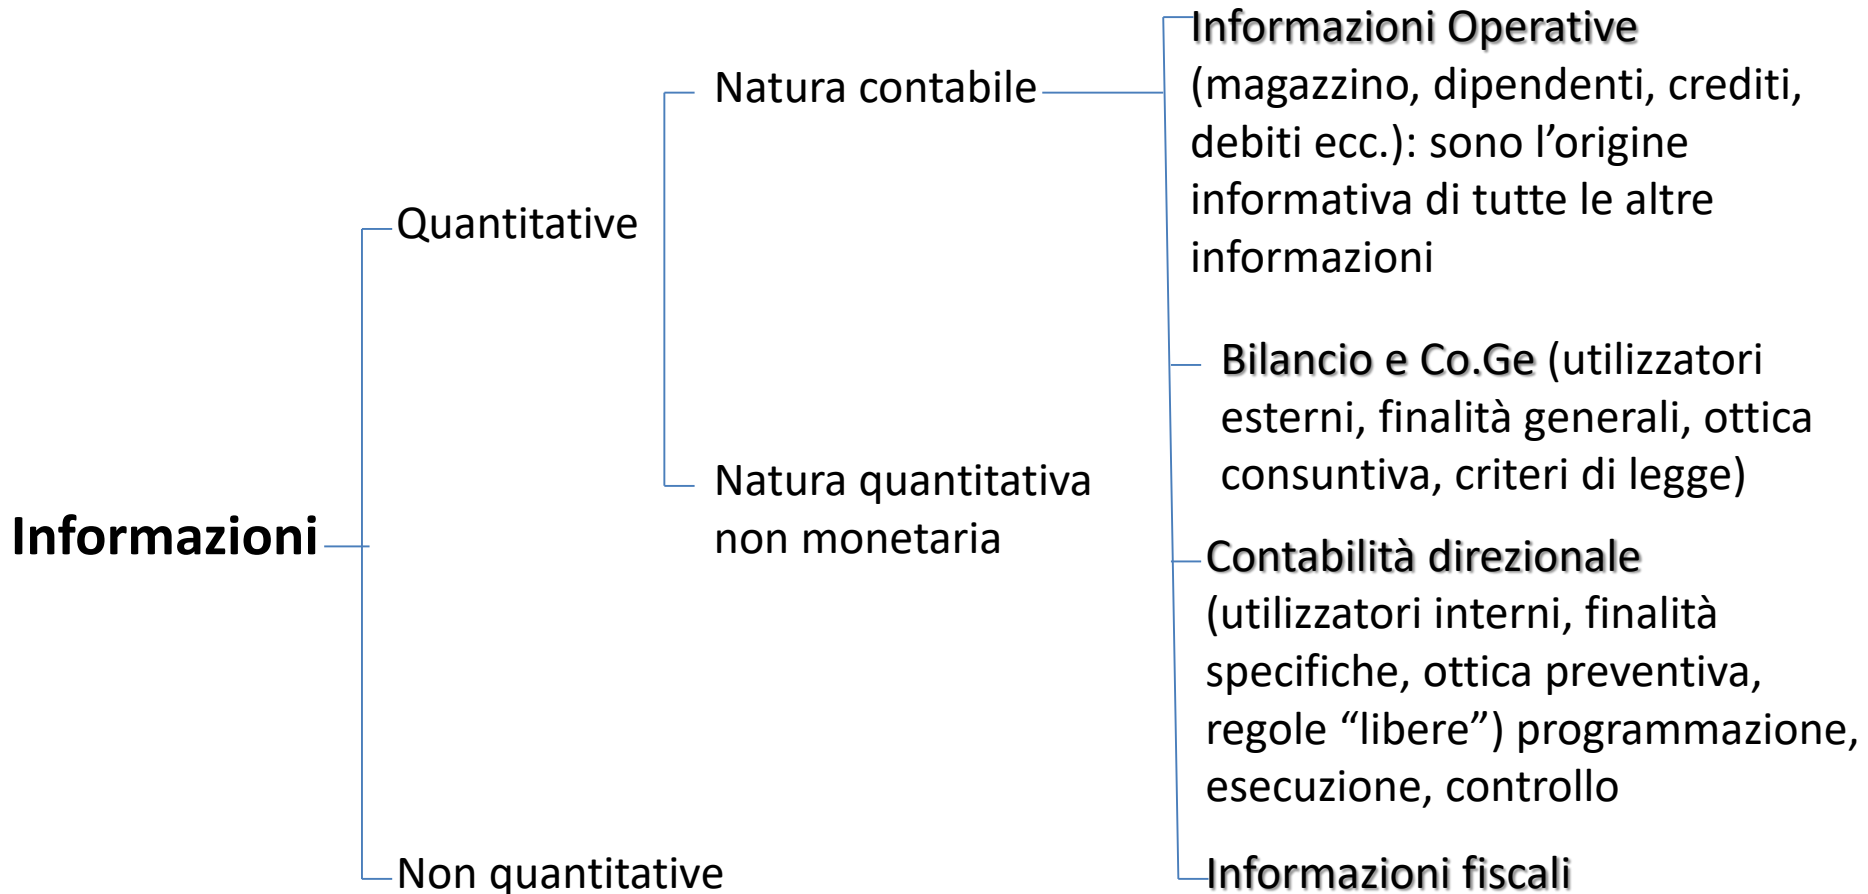 Informazioni
Quantitative
Non quantitative
Natura contabile
Natura quantitativa
non monetaria
Informazioni Operative
(magazzino, dipendenti, crediti,
debiti ecc.): sono l’origine
informativa di tutte le altre
informazioni
Bilancio e Co.Ge (utilizzatori
esterni, finalità generali, ottica
consuntiva, criteri di legge)
Contabilità direzionale
(utilizzatori interni, finalità
specifiche, ottica preventiva,
regole “libere”) programmazione,
esecuzione, controllo
Informazioni fiscali